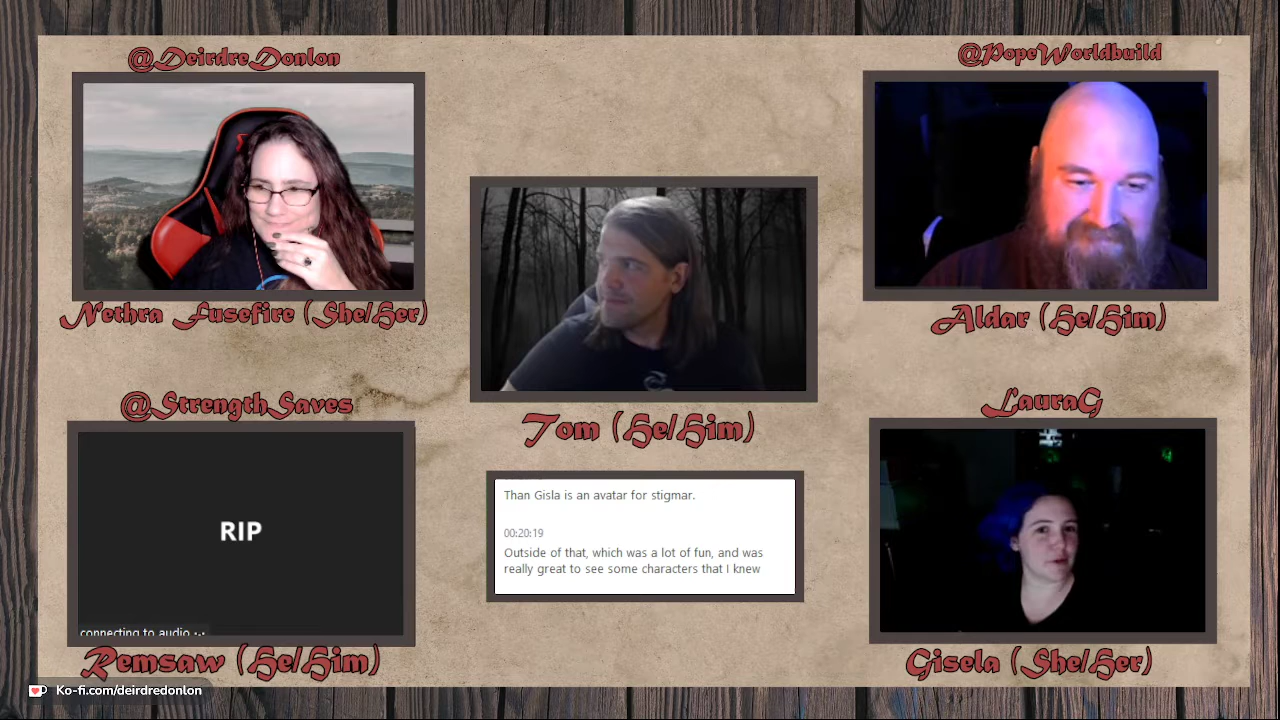 @DeirdreDonlon
@PopeWorldbuild
Nethra Fusefire (She/Her)
Aldar (He/Him)
@StrengthSaves
LauraG
Tom (He/Him)
RIP
connecting to audio
Than Gisla is an avatar for stigmar.
00:20:19
Outside of that, which was a lot of fun, and was
really great to see some characters that I knew
Remsaw (He/Him)
Gisela (She/Her)
Ko-fi.com/deirdredonlon